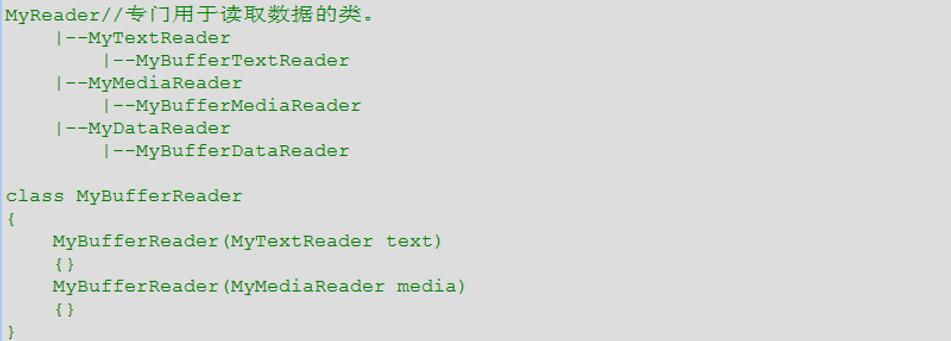 MyReader//专门用于读取数据的类。
    |--MyTextReader
        |--MyBufferTextReader
    |--MyMediaReader
        |--MyBufferMediaReader
    |--MyDataReader
        |--MyBufferDataReader

class MyBufferReader
{
    MyBufferReader(MyTextReader text)
    {}
    MyBufferReader(MyMediaReader media)
    {}
}